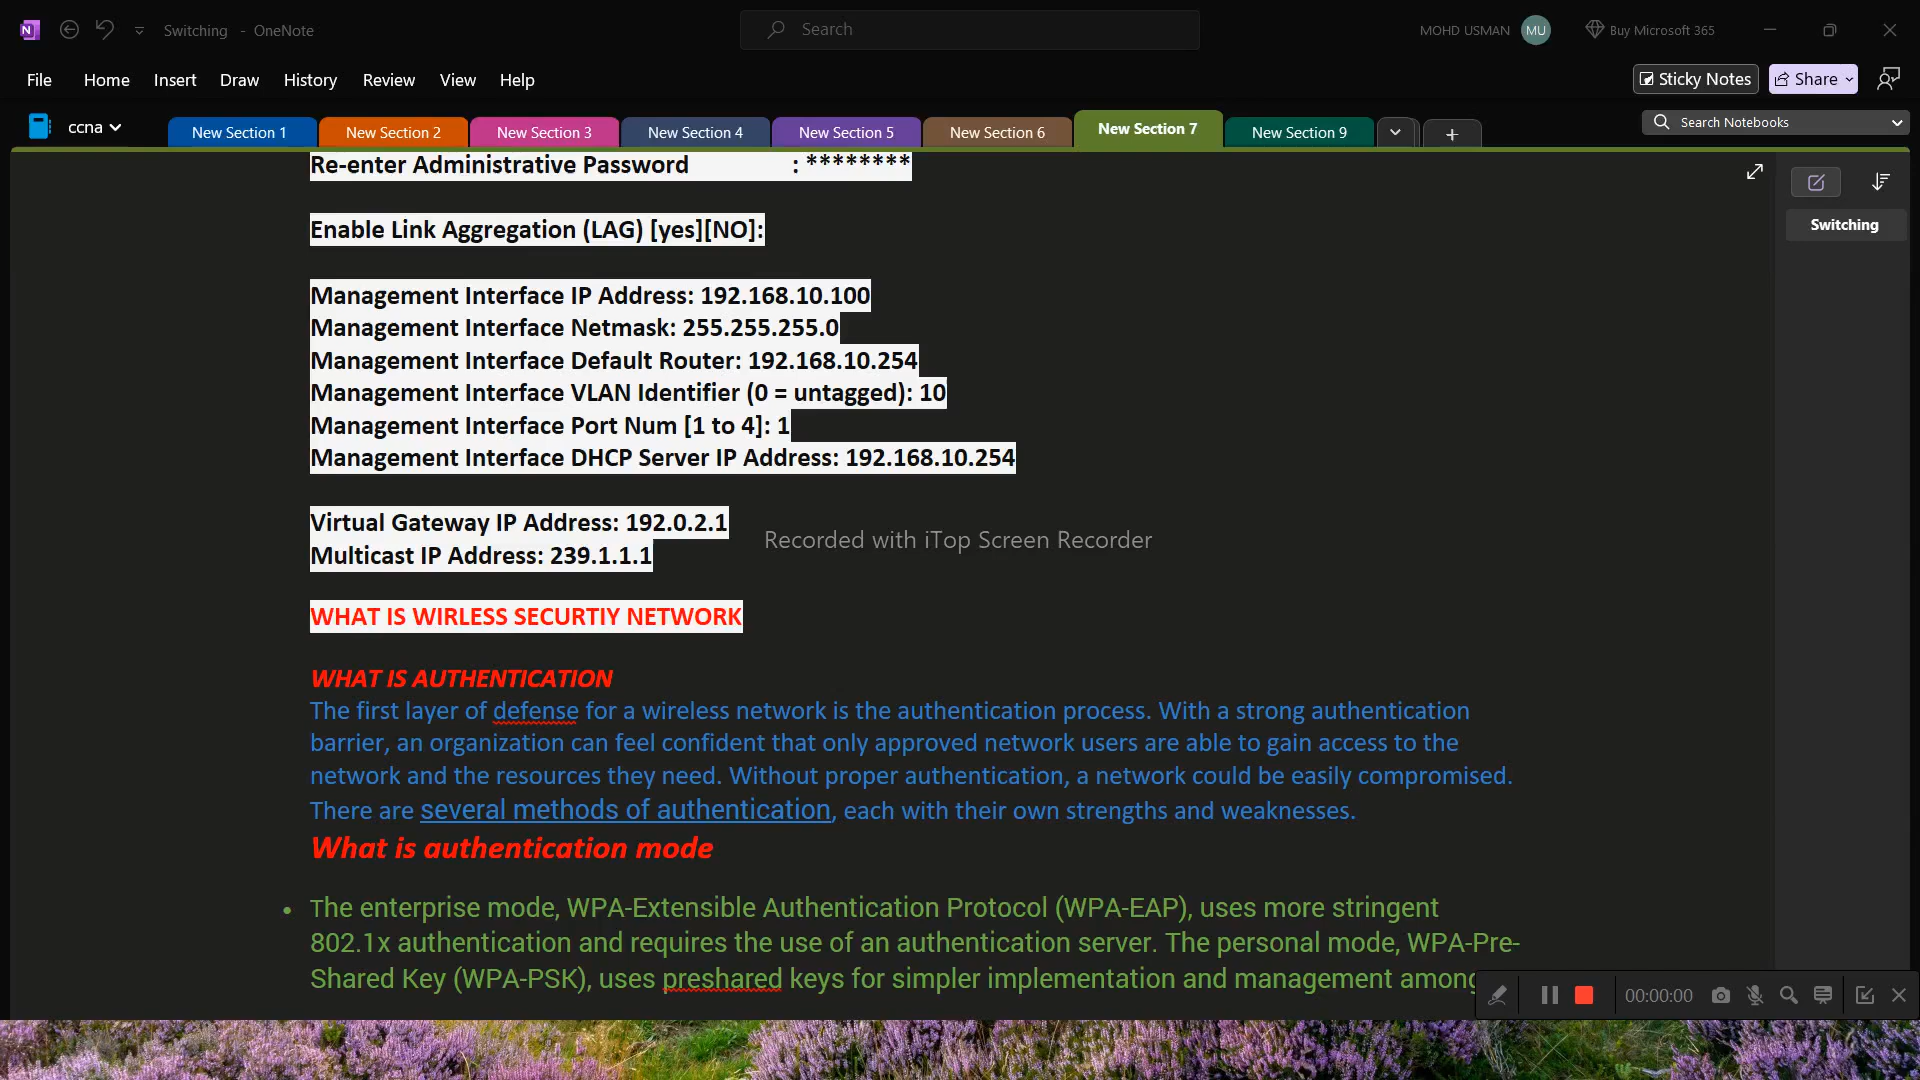 Switching - OneNote
Search
MOHD USMAN
MU
Buy Microsoft 365
File Home Insert Draw History Review View Help
Sticky Notes
Share
ccna
New Section 1
New Section 2
New Section 3
New Section 4
New Section 5
New Section 6
New Section 7
New Section 9
Search Notebooks
Switching
Re-enter Administrative Password : ********
Enable Link Aggregation (LAG) [yes][NO]:
Management Interface IP Address: 192.168.10.100
Management Interface Netmask: 255.255.255.0
Management Interface Default Router: 192.168.10.254
Management Interface VLAN Identifier (0 = untagged): 10
Management Interface Port Num [1 to 4]: 1
Management Interface DHCP Server IP Address: 192.168.10.254
Virtual Gateway IP Address: 192.0.2.1
Multicast IP Address: 239.1.1.1
Recorded with iTop Screen Recorder
WHAT IS WIRLESS SECURTIY NETWORK
WHAT IS AUTHENTICATION
The first layer of defense for a wireless network is the authentication process. With a strong authentication
barrier, an organization can feel confident that only approved network users are able to gain access to the
network and the resources they need. Without proper authentication, a network could be easily compromised.
There are several methods of authentication, each with their own strengths and weaknesses.
What is authentication mode
• The enterprise mode, WPA-Extensible Authentication Protocol (WPA-EAP), uses more stringent
802.1x authentication and requires the use of an authentication server. The personal mode, WPA-Pre-
Shared Key (WPA-PSK), uses preshared keys for simpler implementation and management among
00:00:00